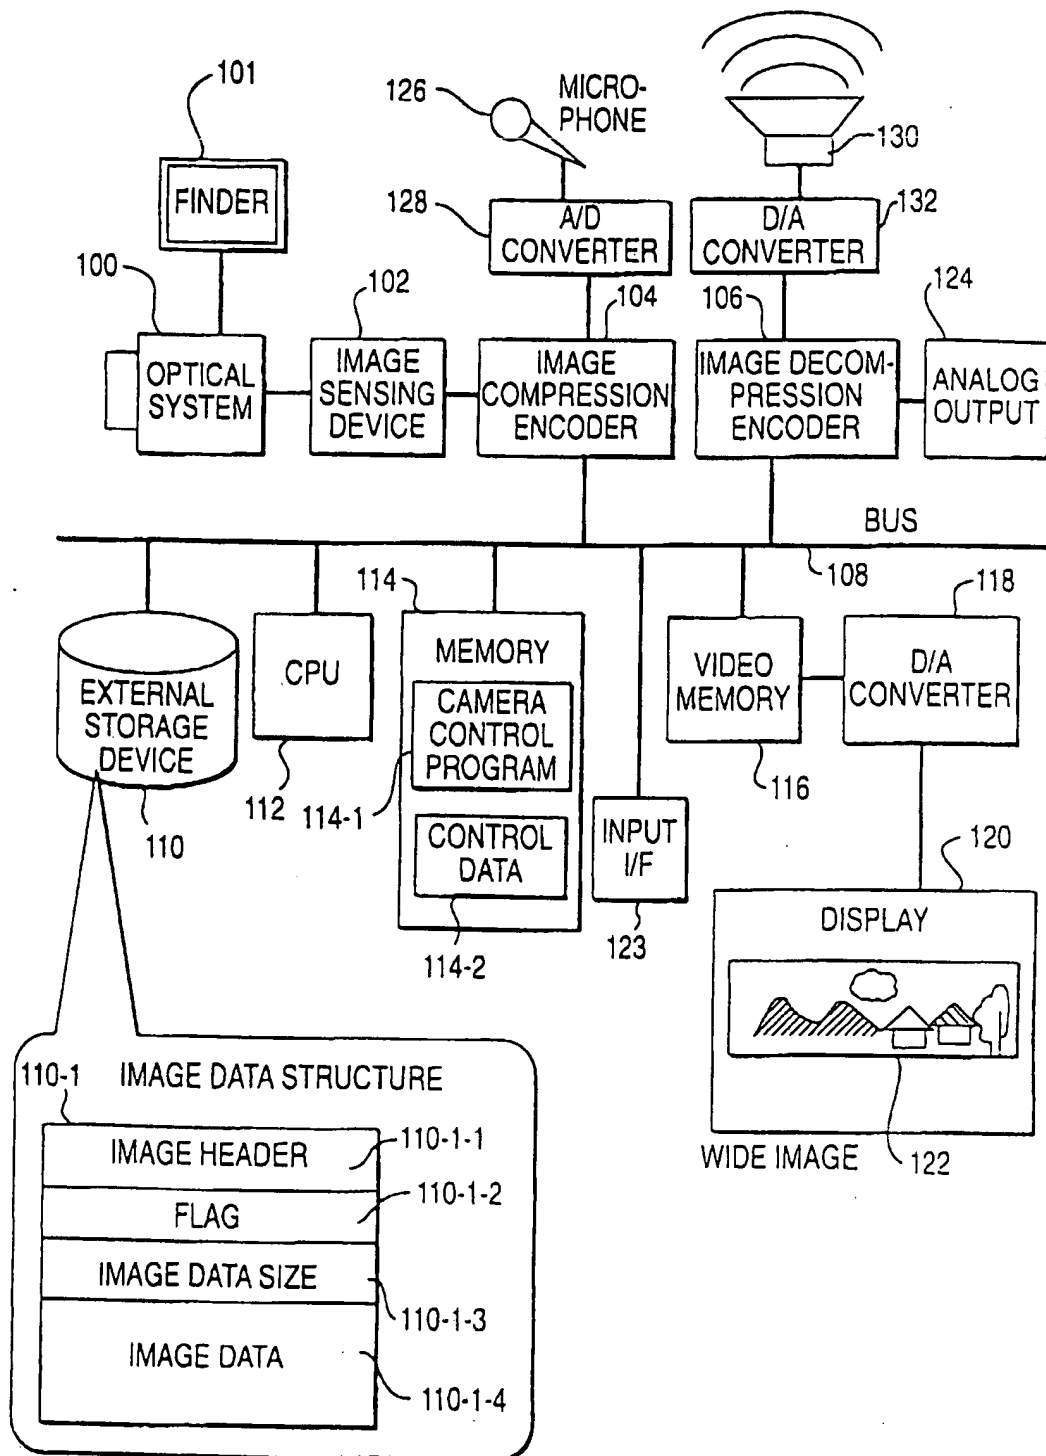 101
FINDER
126
MICRO-
PHONE
130
128
A/D
CONVERTER
D/A
CONVERTER
132
100
OPTICAL
SYSTEM
102
IMAGE
SENSING
DEVICE
104
IMAGE
COMPRESSION
ENCODER
106
IMAGE DECOM-
PRESSION
ENCODER
124
ANALOG
OUTPUT
BUS
108
EXTERNAL
STORAGE
DEVICE
110
CPU
112
114
MEMORY
CAMERA
CONTROL
PROGRAM
114-1
CONTROL
DATA
114-2
INPUT
I/F
123
VIDEO
MEMORY
116
118
D/A
CONVERTER
120
DISPLAY
WIDE IMAGE
122
110-1
IMAGE DATA STRUCTURE
IMAGE HEADER
110-1-1
FLAG
110-1-2
IMAGE DATA SIZE
110-1-3
IMAGE DATA
110-1-4